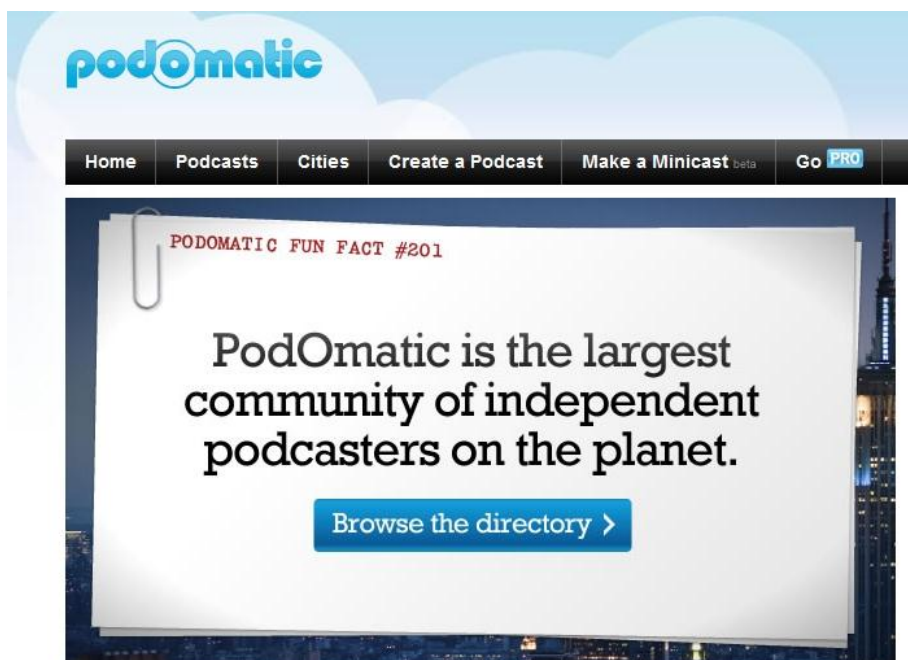 podomatic
Home Podcasts Cities Create a Podcast Make a Minicast beta Go PRO
PODOMATIC FUN FACT #201
PodOmatic is the largest
community of independent
podcasters on the planet.
Browse the directory >